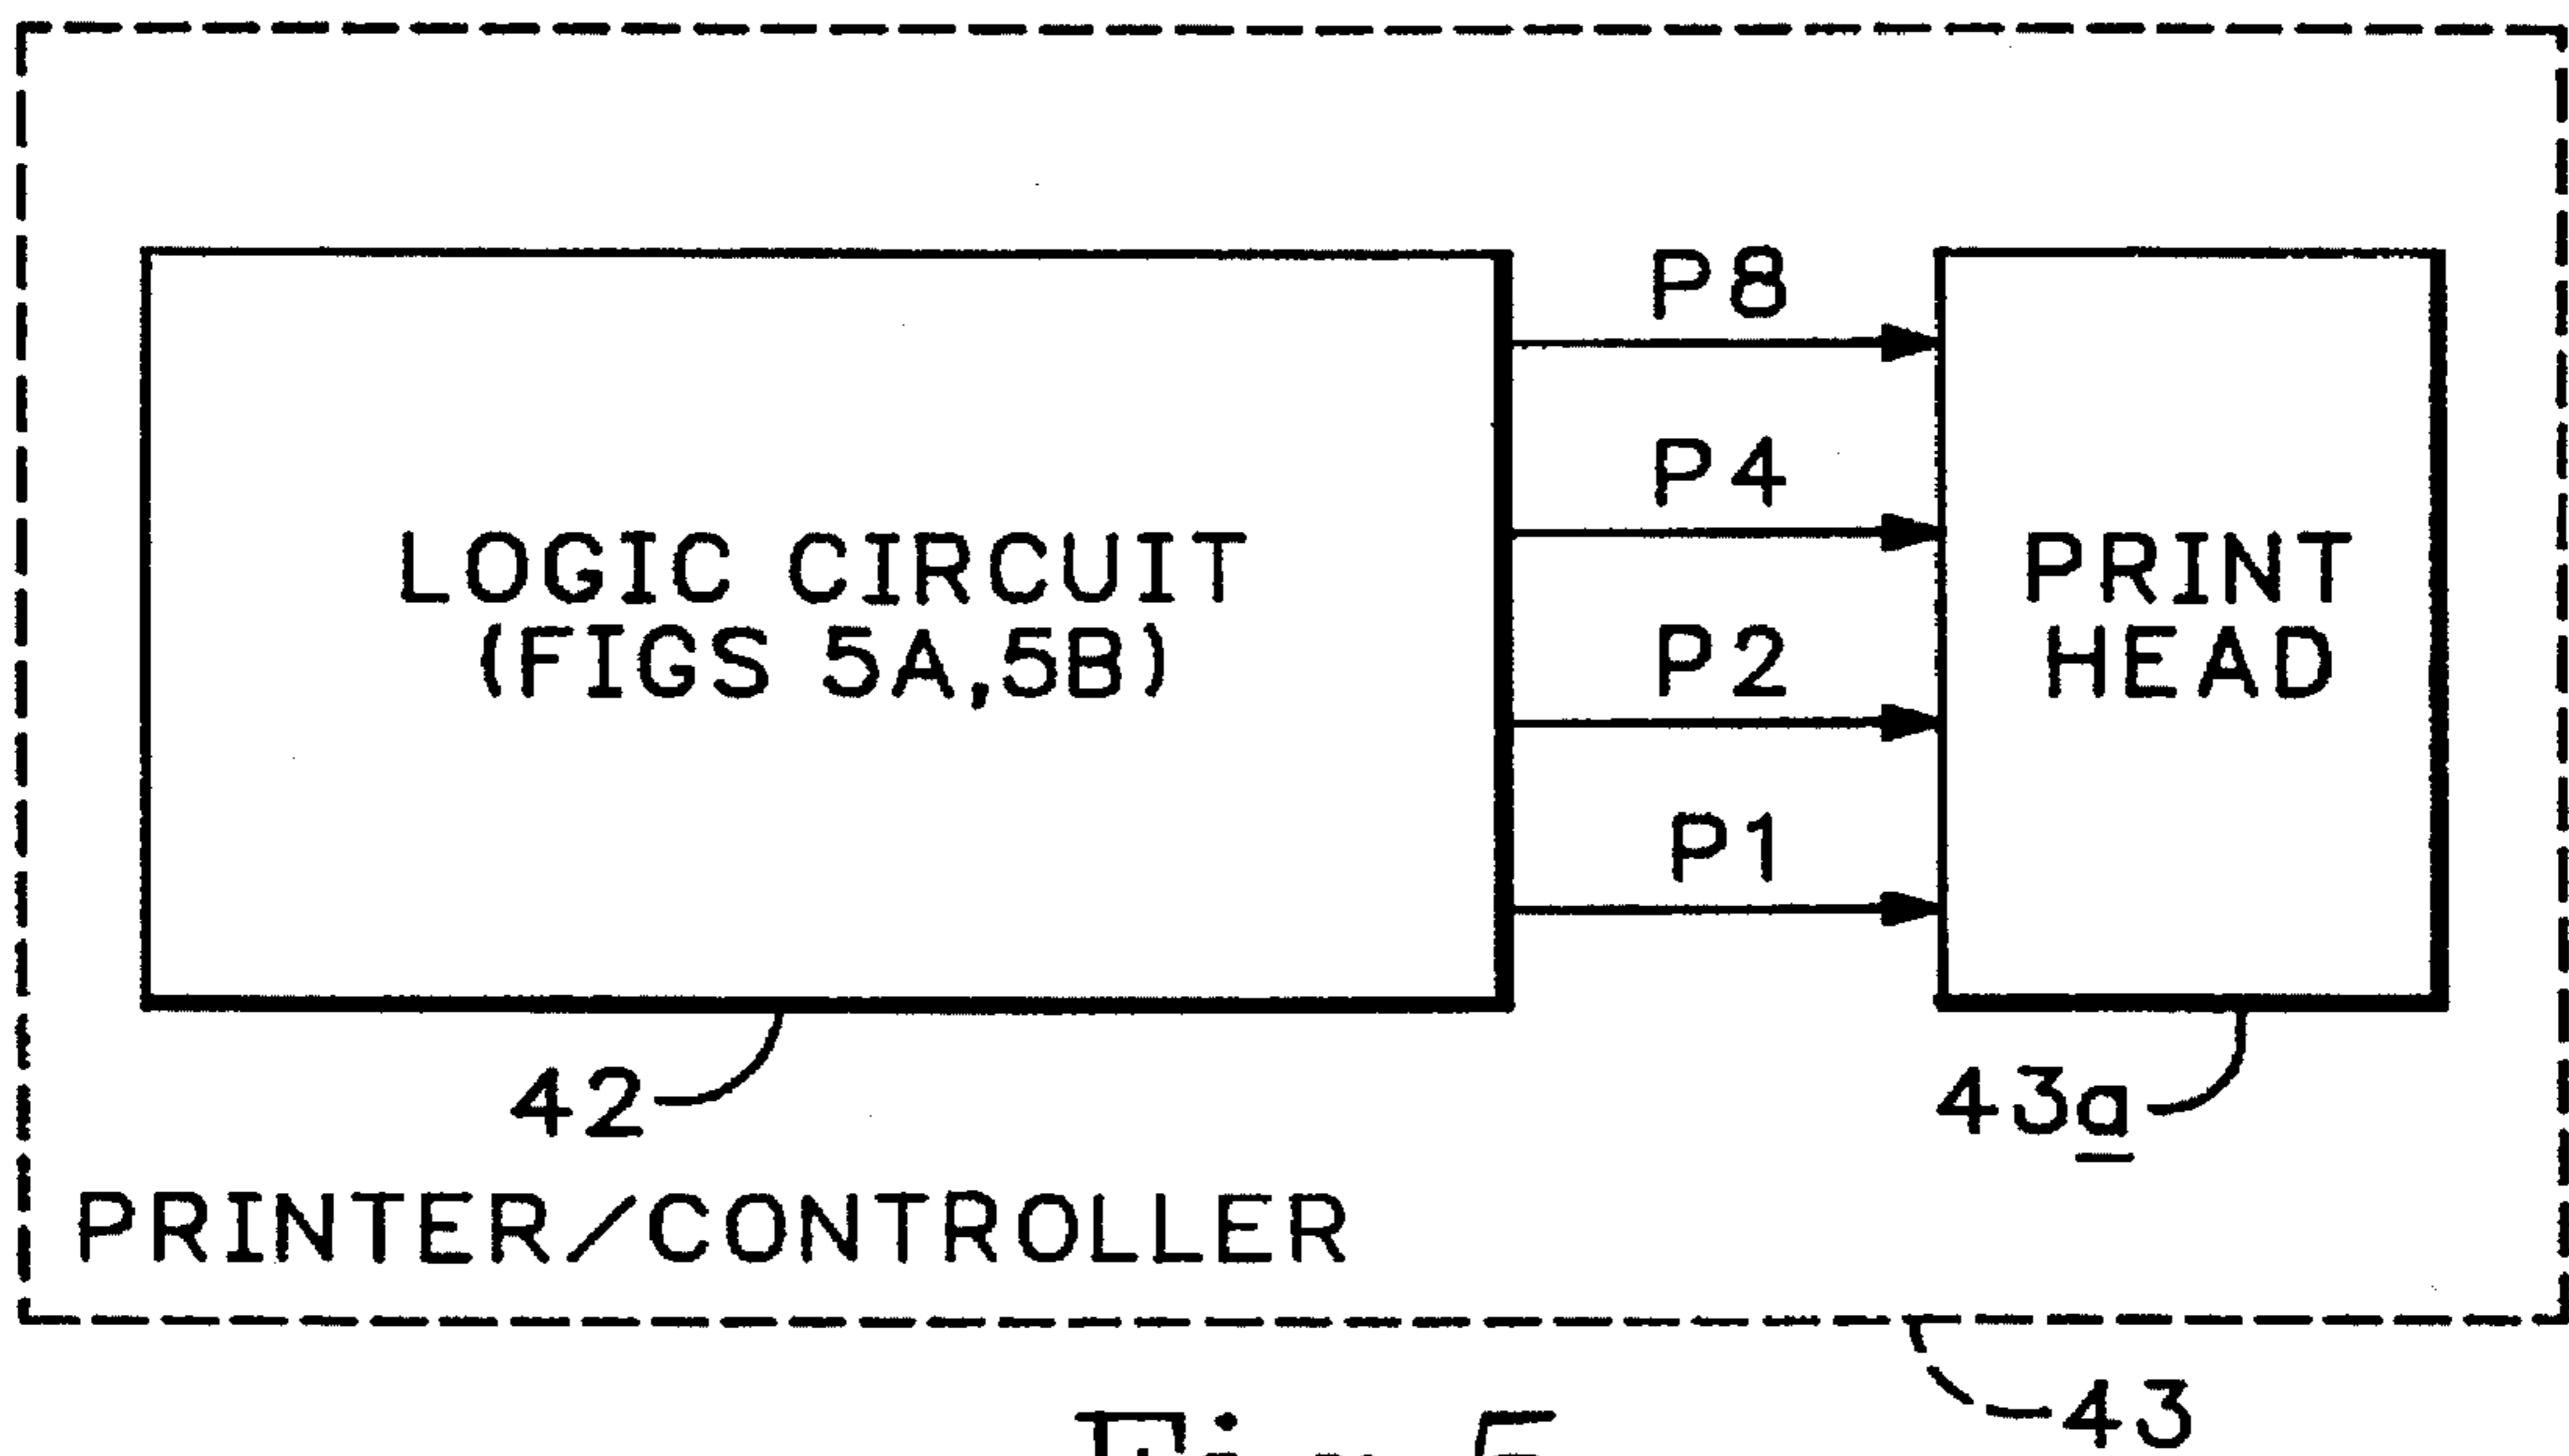 P8
P4
LOGIC CIRCUIT
(FIGS 5A,5B)
PRINT
HEAD
P2
P1
42
43a
PRINTER/CONTROLLER
43